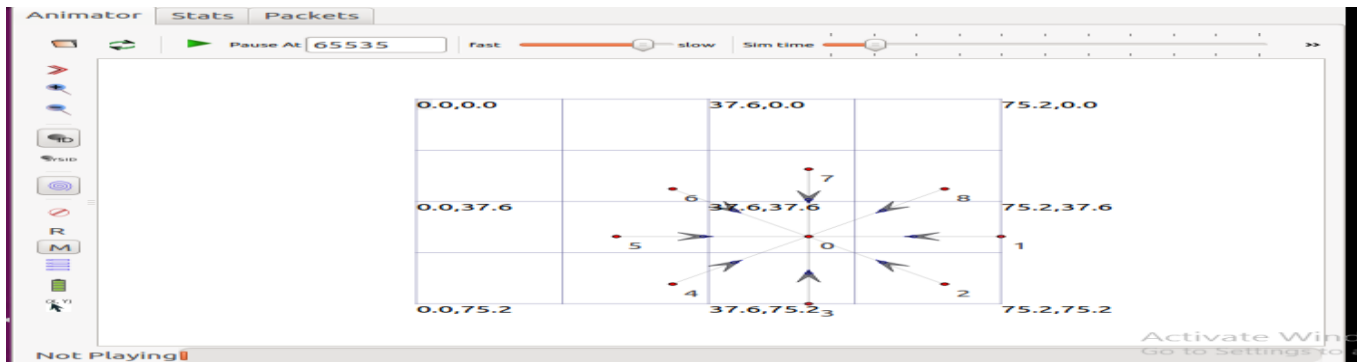 Animator Stats Packets
Pause At 65535 fast slow Sim time »
ID
YSID
R
M
(X, Y)
0.0,0.0 37.6,0.0 75.2,0.0
7
6 8
0.0,37.6 37.6,37.6 75.2,37.6
5 0 1
4 2
0.0,75.2 37.6,75.2 3 75.2,75.2
Activate Winc
Not Playing
Go to Settings to